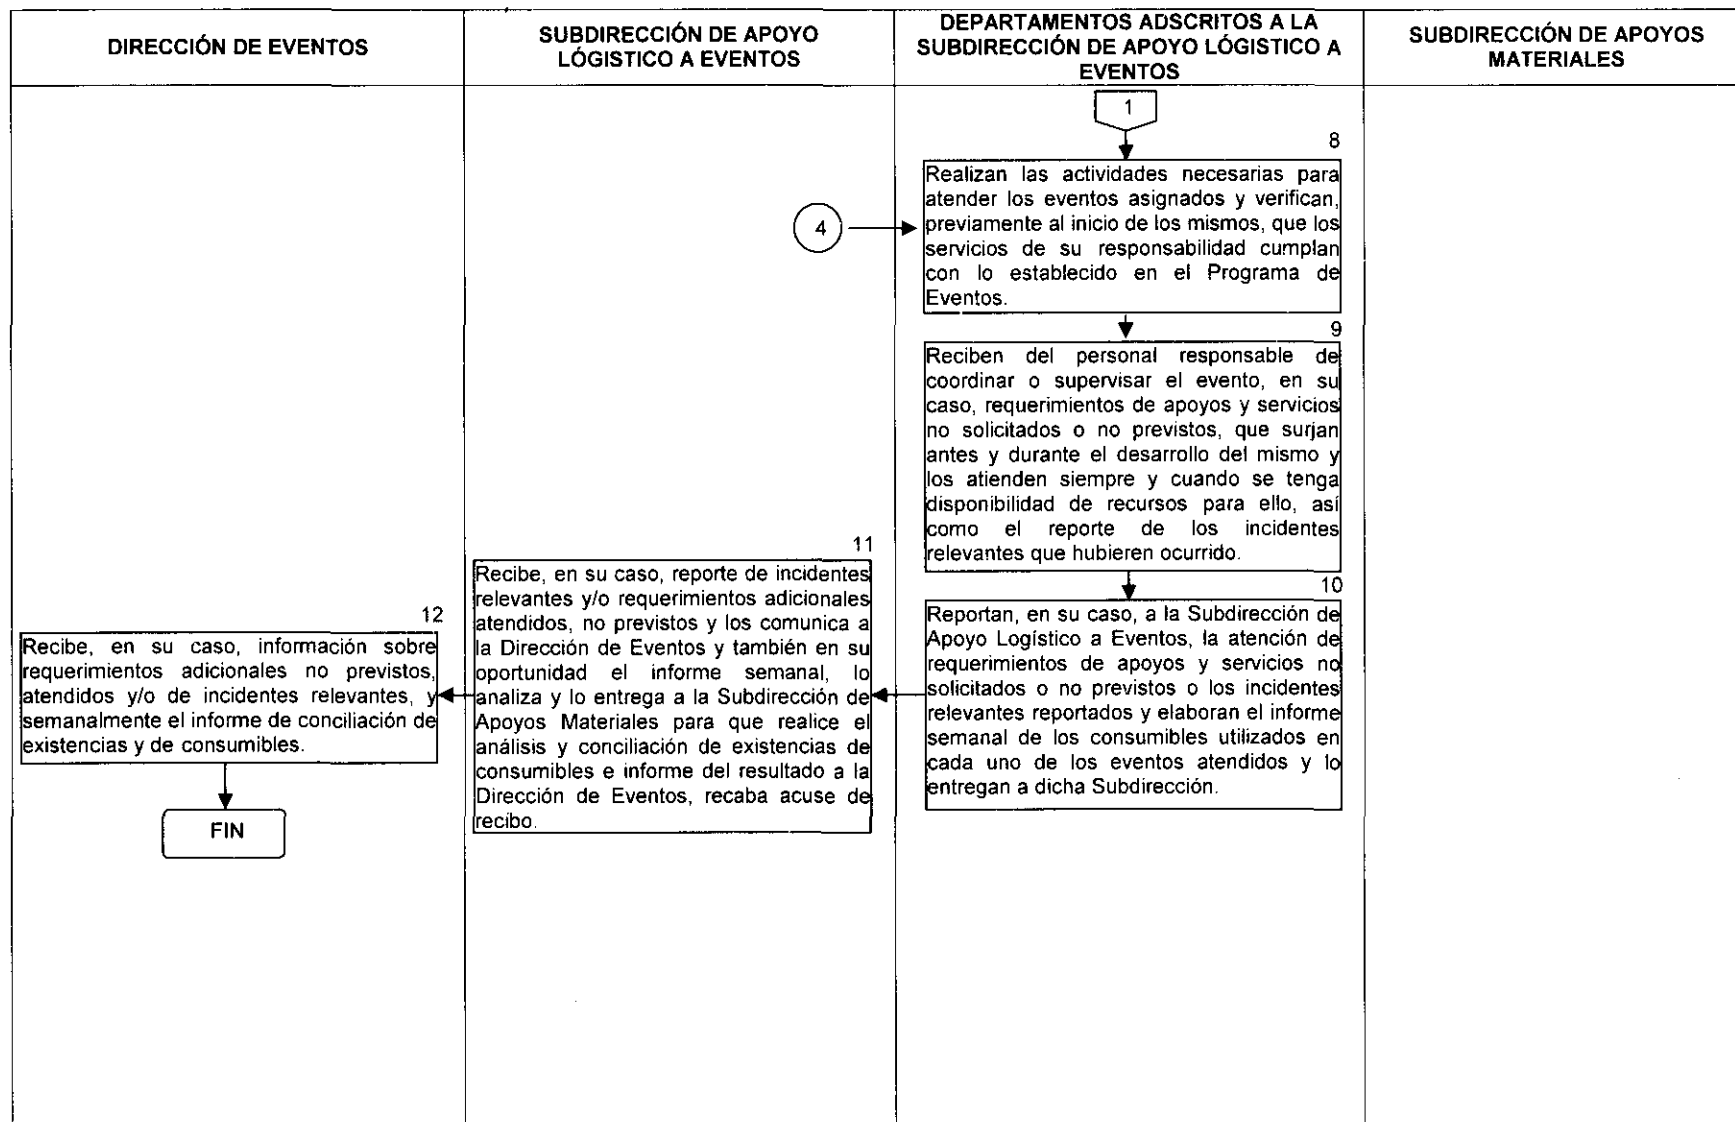 DIRECCIÓN DE EVENTOS
SUBDIRECCIÓN DE APOYO
LÓGISTICO A EVENTOS
DEPARTAMENTOS ADSCRITOS A LA
SUBDIRECCIÓN DE APOYO LÓGISTICO A
EVENTOS
SUBDIRECCIÓN DE APOYOS
MATERIALES
1
8
Realizan las actividades necesarias para
atender los eventos asignados y verifican,
previamente al inicio de los mismos, que los
servicios de su responsabilidad cumplan
con lo establecido en el Programa de
Eventos.
4
9
Reciben del personal responsable de
coordinar o supervisar el evento, en su
caso, requerimientos de apoyos y servicios
no solicitados o no previstos, que surjan
antes y durante el desarrollo del mismo y
los atienden siempre y cuando se tenga
disponibilidad de recursos para ello, así
como el reporte de los incidentes
relevantes que hubieren ocurrido.
10
Reportan, en su caso, a la Subdirección de
Apoyo Logístico a Eventos, la atención de
requerimientos de apoyos y servicios no
solicitados o no previstos o los incidentes
relevantes reportados y elaboran el informe
semanal de los consumibles utilizados en
cada uno de los eventos atendidos y lo
entregan a dicha Subdirección.
11
Recibe, en su caso, reporte de incidentes
relevantes y/o requerimientos adicionales
atendidos, no previstos y los comunica a
la Dirección de Eventos y también en su
oportunidad el informe semanal, lo
analiza y lo entrega a la Subdirección de
Apoyos Materiales para que realice el
análisis y conciliación de existencias de
consumibles e informe del resultado a la
Dirección de Eventos, recaba acuse de
recibo.
12
Recibe, en su caso, información sobre
requerimientos adicionales no previstos,
atendidos y/o de incidentes relevantes, y
semanalmente el informe de conciliación de
existencias y de consumibles.
FIN